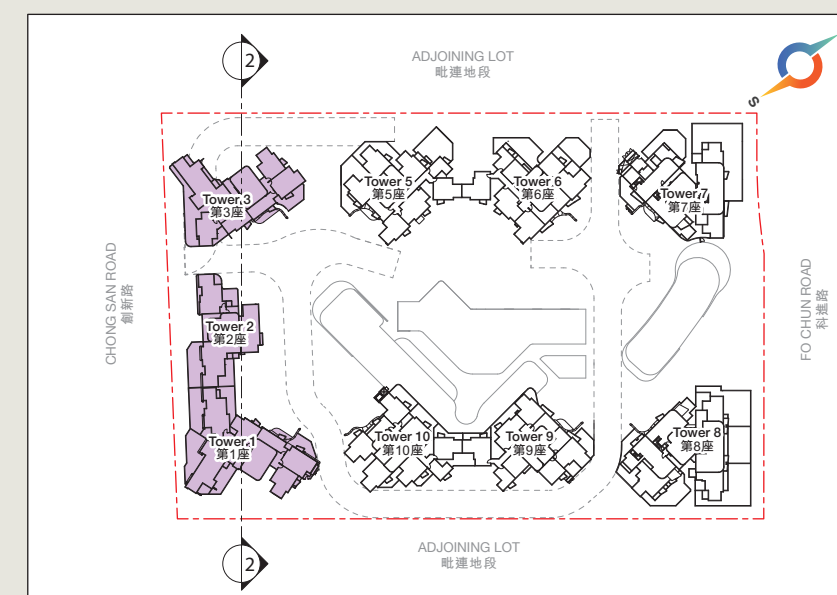 2
ADJOINING LOT
毗連地段
S
Tower 3
第3座
Tower 5
第5座
Tower 6
第6座
Tower 7
第7座
CHONG SAN ROAD
創新路
FO CHUN ROAD
科進路
Tower 2
第2座
Tower 1
第1座
Tower 10
第10座
Tower 9
第9座
Tower 8
第8座
ADJOINING LOT
毗連地段
2